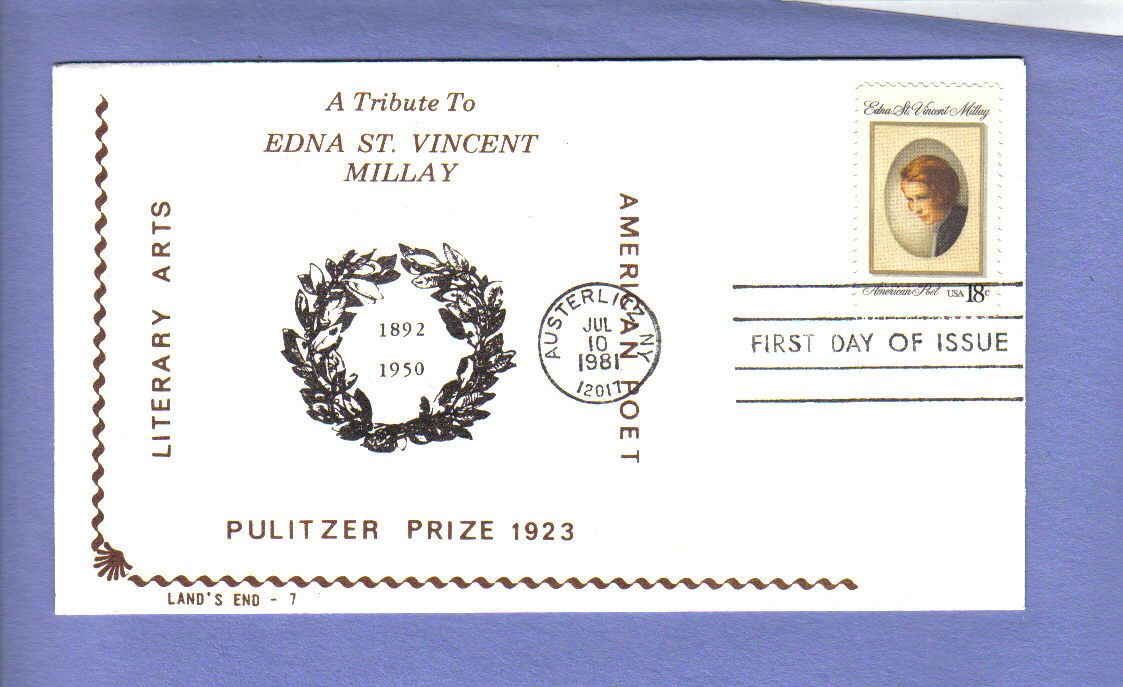 A Tribute To
EDNA ST. VINCENT
MILLAY
LITERARY ARTS
1892
1950
AMERICAN POET
PULITZER PRIZE 1923
LAND'S END - 7
AUSTERLITZ NY
JUL
10
1981
12017
Edna St. Vincent Millay
American Poet USA 18c
FIRST DAY OF ISSUE